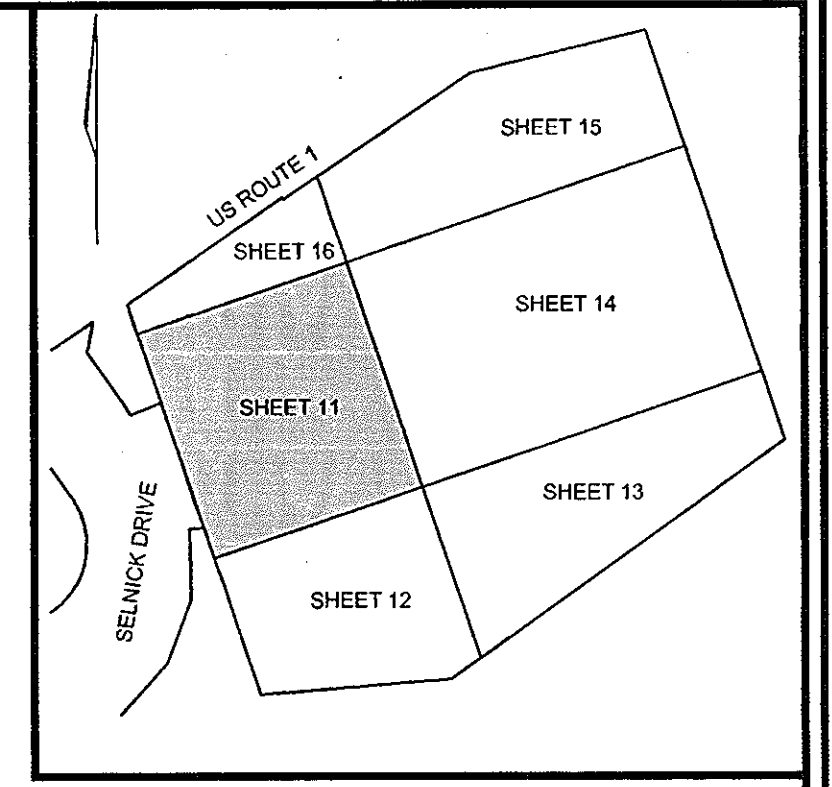 SHEET 15
US ROUTE 1
SHEET 16
SHEET 14
SHEET 11
SHEET 13
SELNICK DRIVE
SHEET 12